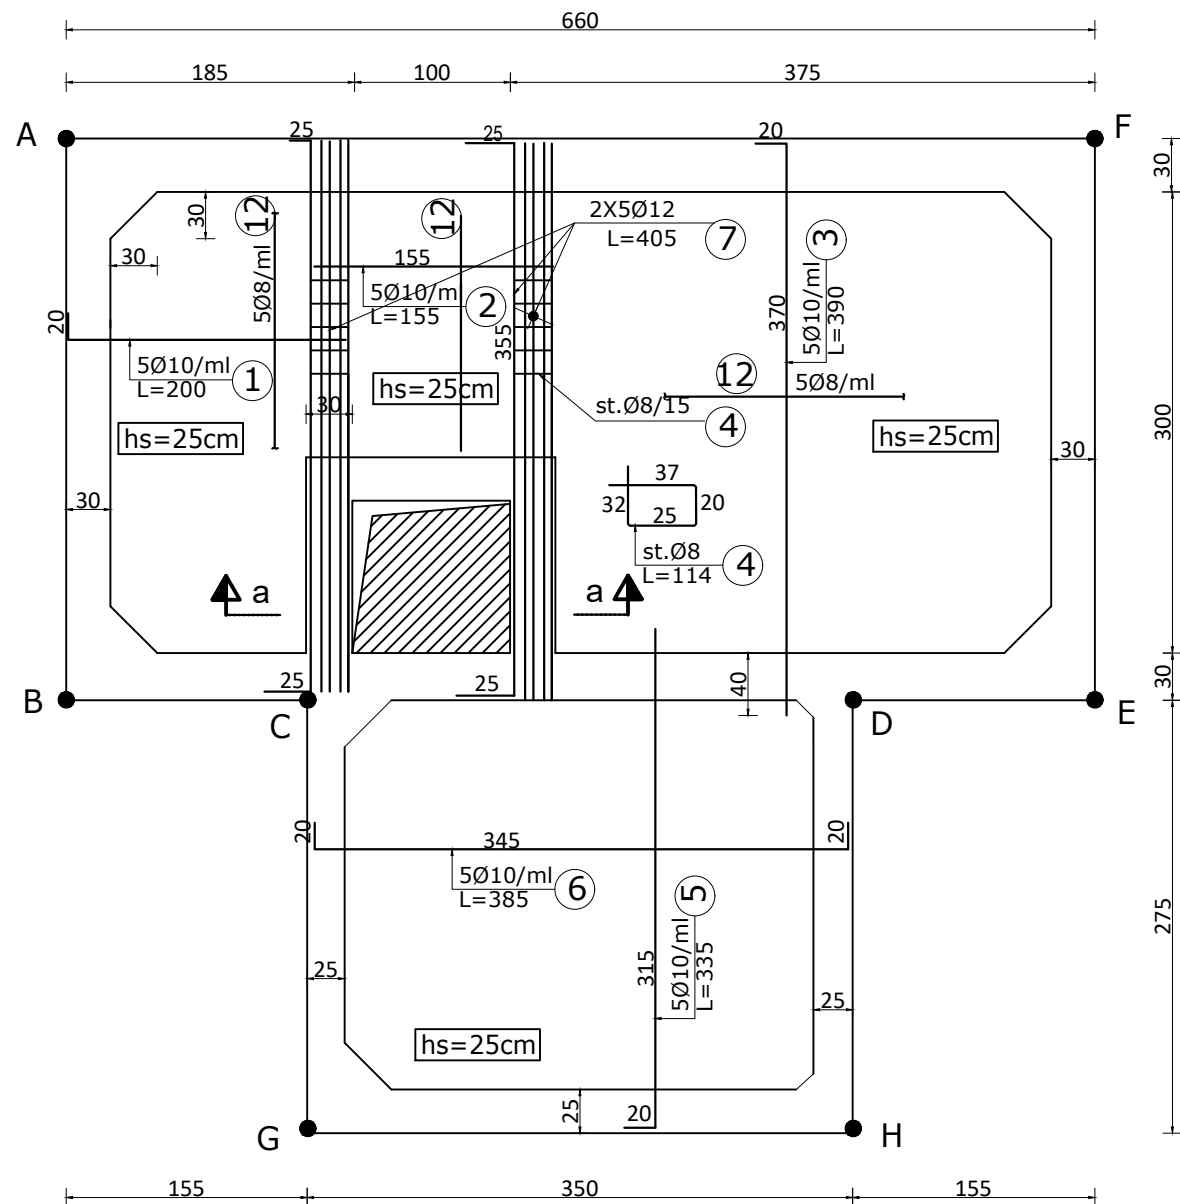 660
185
100
375
A
F
25
25
20
30
30
12
12
2X5Ø12
L=405
7
3
5Ø10/ml
L=390
30
155
5Ø8/ml
5Ø10/m
L=155
2
20
355
370
5Ø10/ml
L=200
1
hs=25cm
12
5Ø8/ml
30
st.Ø8/15
4
300
hs=25cm
hs=25cm
30
30
37
32
20
25
st.Ø8
L=114
4
a
a
25
25
40
30
B
C
D
E
20
345
20
5Ø10/ml
L=385
6
5
5Ø10/ml
L=335
315
275
25
25
hs=25cm
25
20
G
H
155
350
155